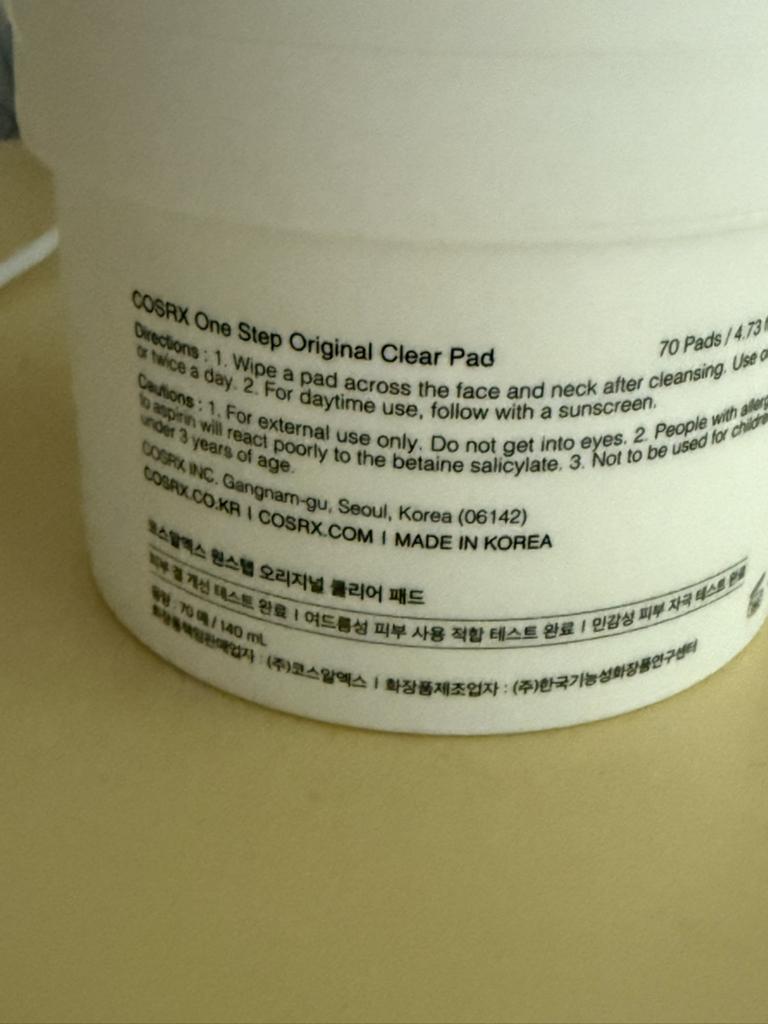 COSRX One Step Original Clear Pad
70 Pads / 4.73
Directions : 1. Wipe a pad across the face and neck after cleansing. Use
or twice a day. 2. For daytime use, follow with a sunscreen.
Cautions : 1. For external use only. Do not get into eyes. 2. People with
to aspirin will react poorly to the betaine salicylate. 3. Not to be used for
under 3 years of age.
COSRX INC. Gangnam-gu, Seoul, Korea (06142)
COSRX.CO.KR | COSRX.COM | MADE IN KOREA
코스알엑스 원스텝 오리지널 클리어 패드
피부 결 개선 테스트 완료 | 여드름성 피부 사용 적합 테스트 완료 | 민감성 피부 자극 테스트 완료
용량 : 70 매 / 140 mL
화장품책임판매업자 : (주)코스알엑스 | 화장품제조업자 : (주)한국기능성화장품연구센터